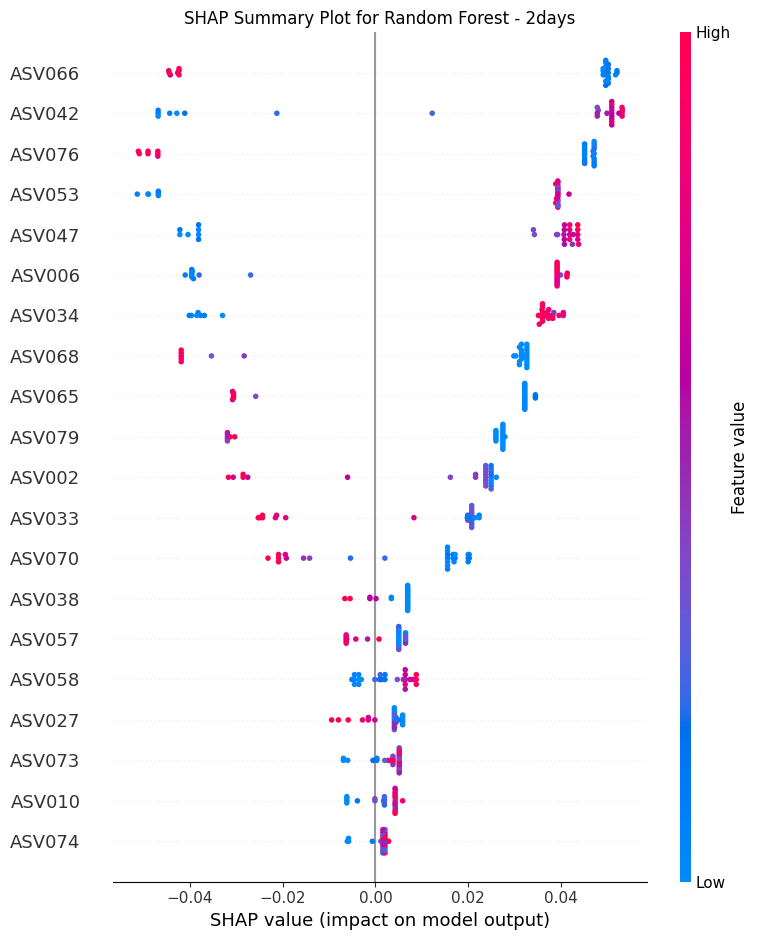 SHAP Summary Plot for Random Forest - 2days
High
ASV066
ASV042
ASV076
ASV053
ASV047
ASV006
ASV034
ASV068
ASV065
ASV079
ASV002
ASV033
ASV070
ASV038
ASV057
ASV058
ASV027
ASV073
ASV010
ASV074
Feature value
Low
−0.04 −0.02 0.00 0.02 0.04
SHAP value (impact on model output)